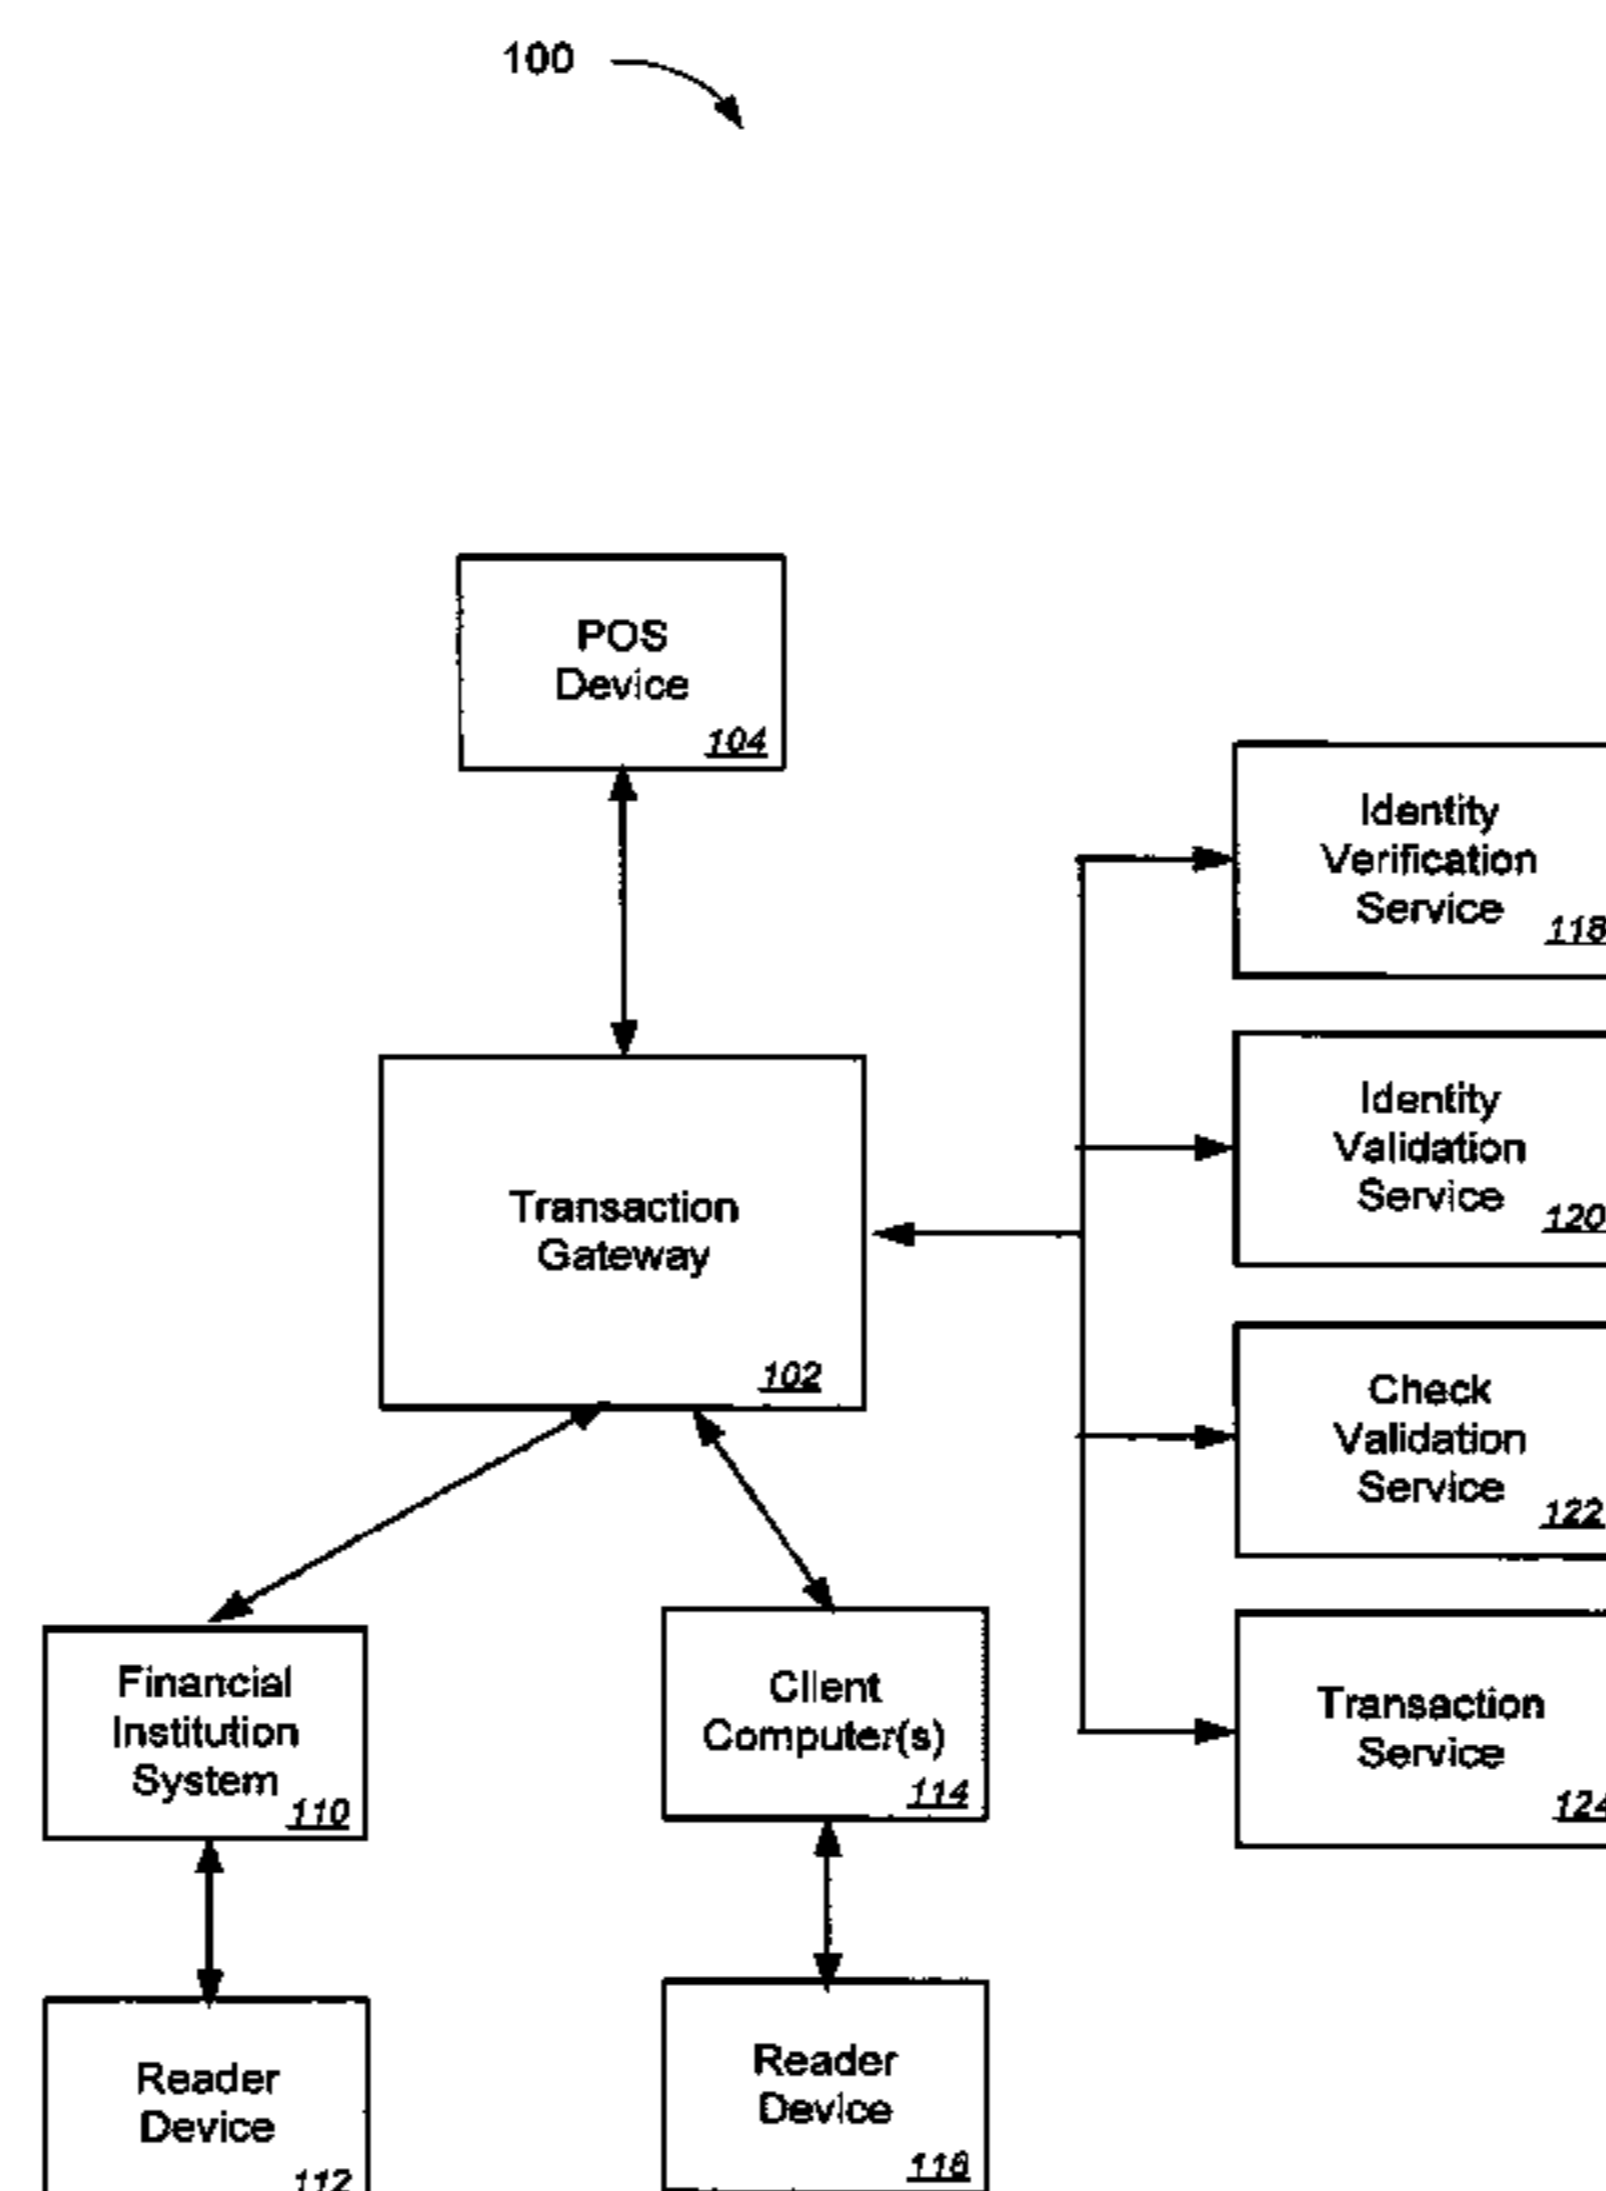 100
POS
Device
104
Identity
Verification
Service
118
Transaction
Gateway
102
Identity
Validation
Service
120
Check
Validation
Service
122
Financial
Institution
System
110
Client
Computer(s)
114
Transaction
Service
124
Reader
Device
112
Reader
Device
116